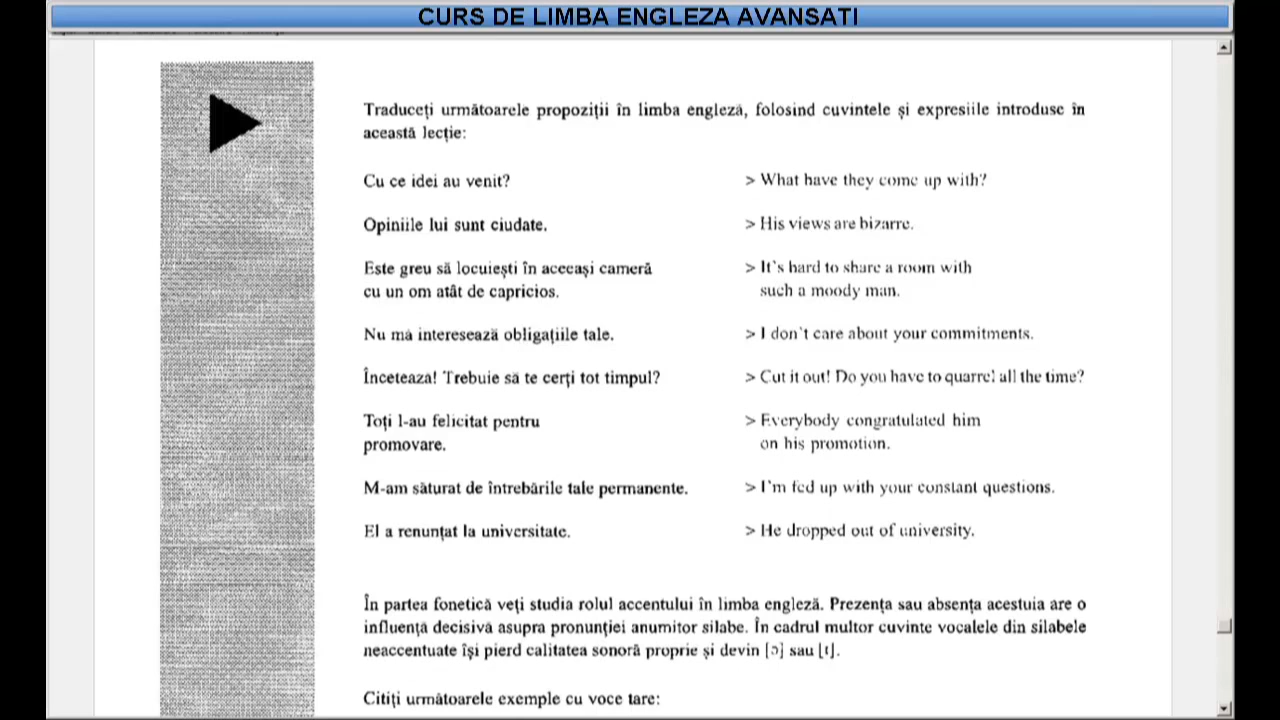 CURS DE LIMBA ENGLEZA AVANSATI
Traduceți următoarele propoziții în limba engleză, folosind cuvintele și expresiile introduse în
această lecție:
Cu ce idei au venit?
> What have they come up with?
Opiniile lui sunt ciudate.
> His views are bizarre.
Este greu să locuiești în aceeași cameră
cu un om atât de capricios.
> It's hard to share a room with
such a moody man.
Nu mă interesează obligațiile tale.
> I don't care about your commitments.
Încetează! Trebuie să te cerți tot timpul?
> Cut it out! Do you have to quarrel all the time?
Toți l-au felicitat pentru
promovare.
> Everybody congratulated him
on his promotion.
M-am săturat de întrebările tale permanente.
> I'm fed up with your constant questions.
El a renunțat la universitate.
> He dropped out of university.
În partea fonetică veți studia rolul accentului în limba engleză. Prezența sau absența acestuia are o
influență decisivă asupra pronunției anumitor silabe. În cadrul multor cuvinte vocalele din silabele
neaccentuate își pierd calitatea sonoră proprie și devin [ə] sau [ɪ].
Citiți următoarele exemple cu voce tare: